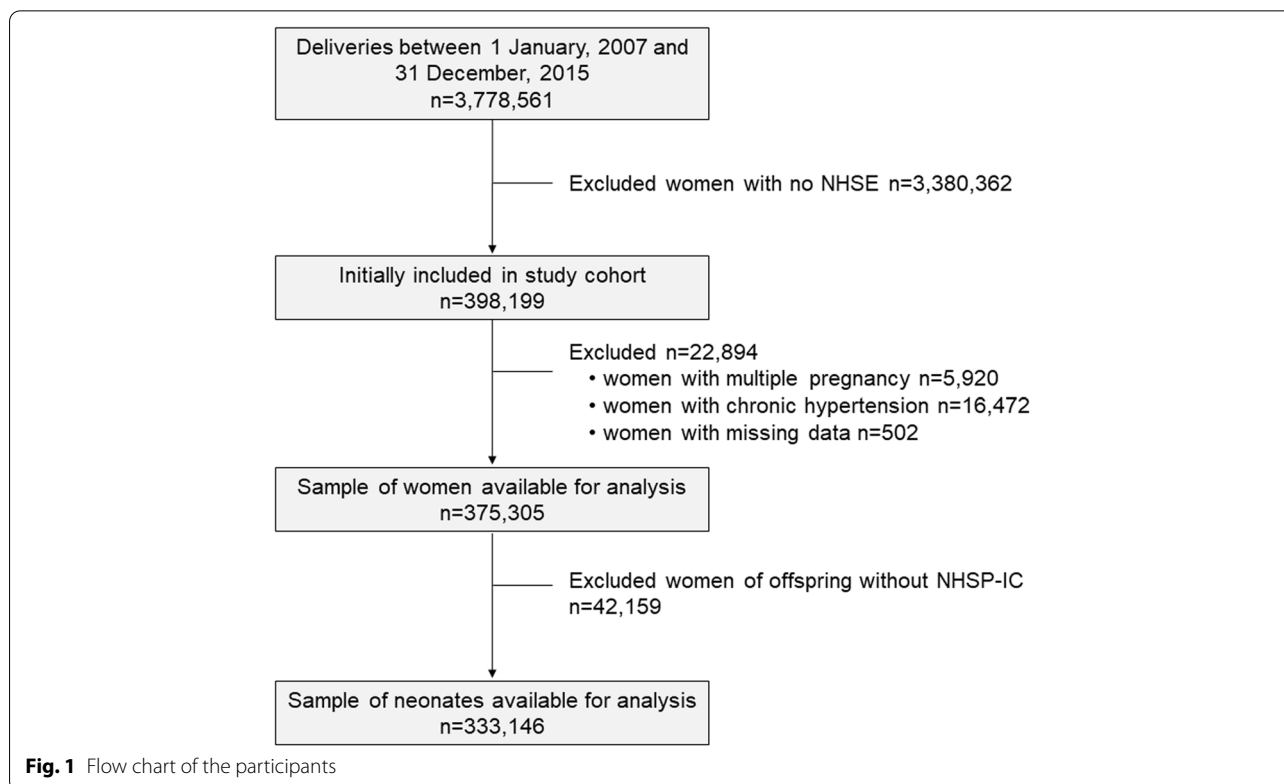 Deliveries between 1 January, 2007 and
31 December, 2015
n=3,778,561
Excluded women with no NHSE n=3,380,362
Initially included in study cohort
n=398,199
Excluded n=22,894
• women with multiple pregnancy n=5,920
• women with chronic hypertension n=16,472
• women with missing data n=502
Sample of women available for analysis
n=375,305
Excluded women of offspring without NHSP-IC
n=42,159
Sample of neonates available for analysis
n=333,146
Fig. 1 Flow chart of the participants